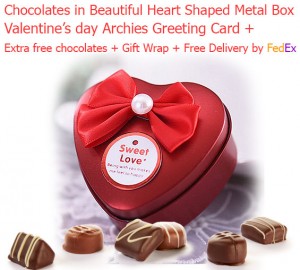 Chocolates in Beautiful Heart Shaped Metal Box
Valentine's day Archies Greeting Card +
Extra free chocolates + Gift Wrap + Free Delivery by FedEx
Sweet
Love